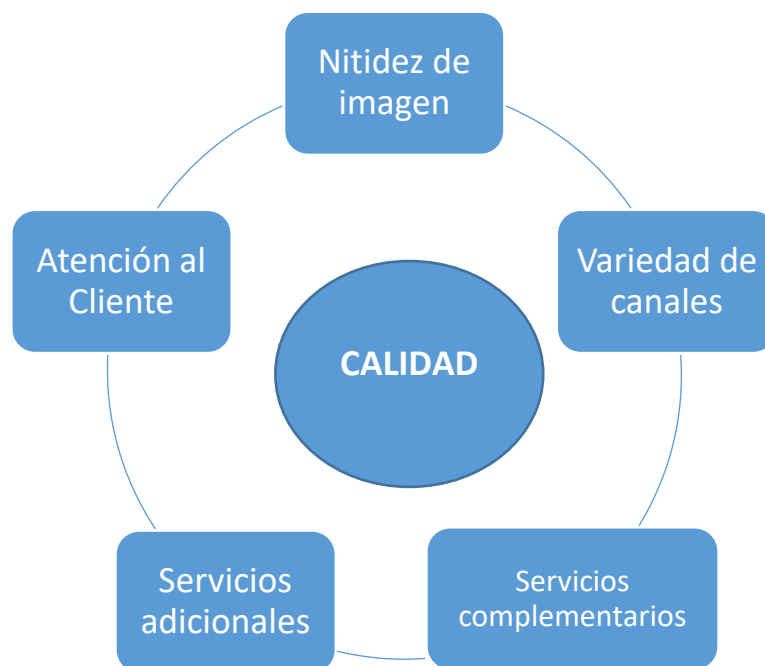 Nitidez de
imagen
Atención al
Cliente
Variedad de
canales
CALIDAD
Servicios
adicionales
Servicios
complementarios